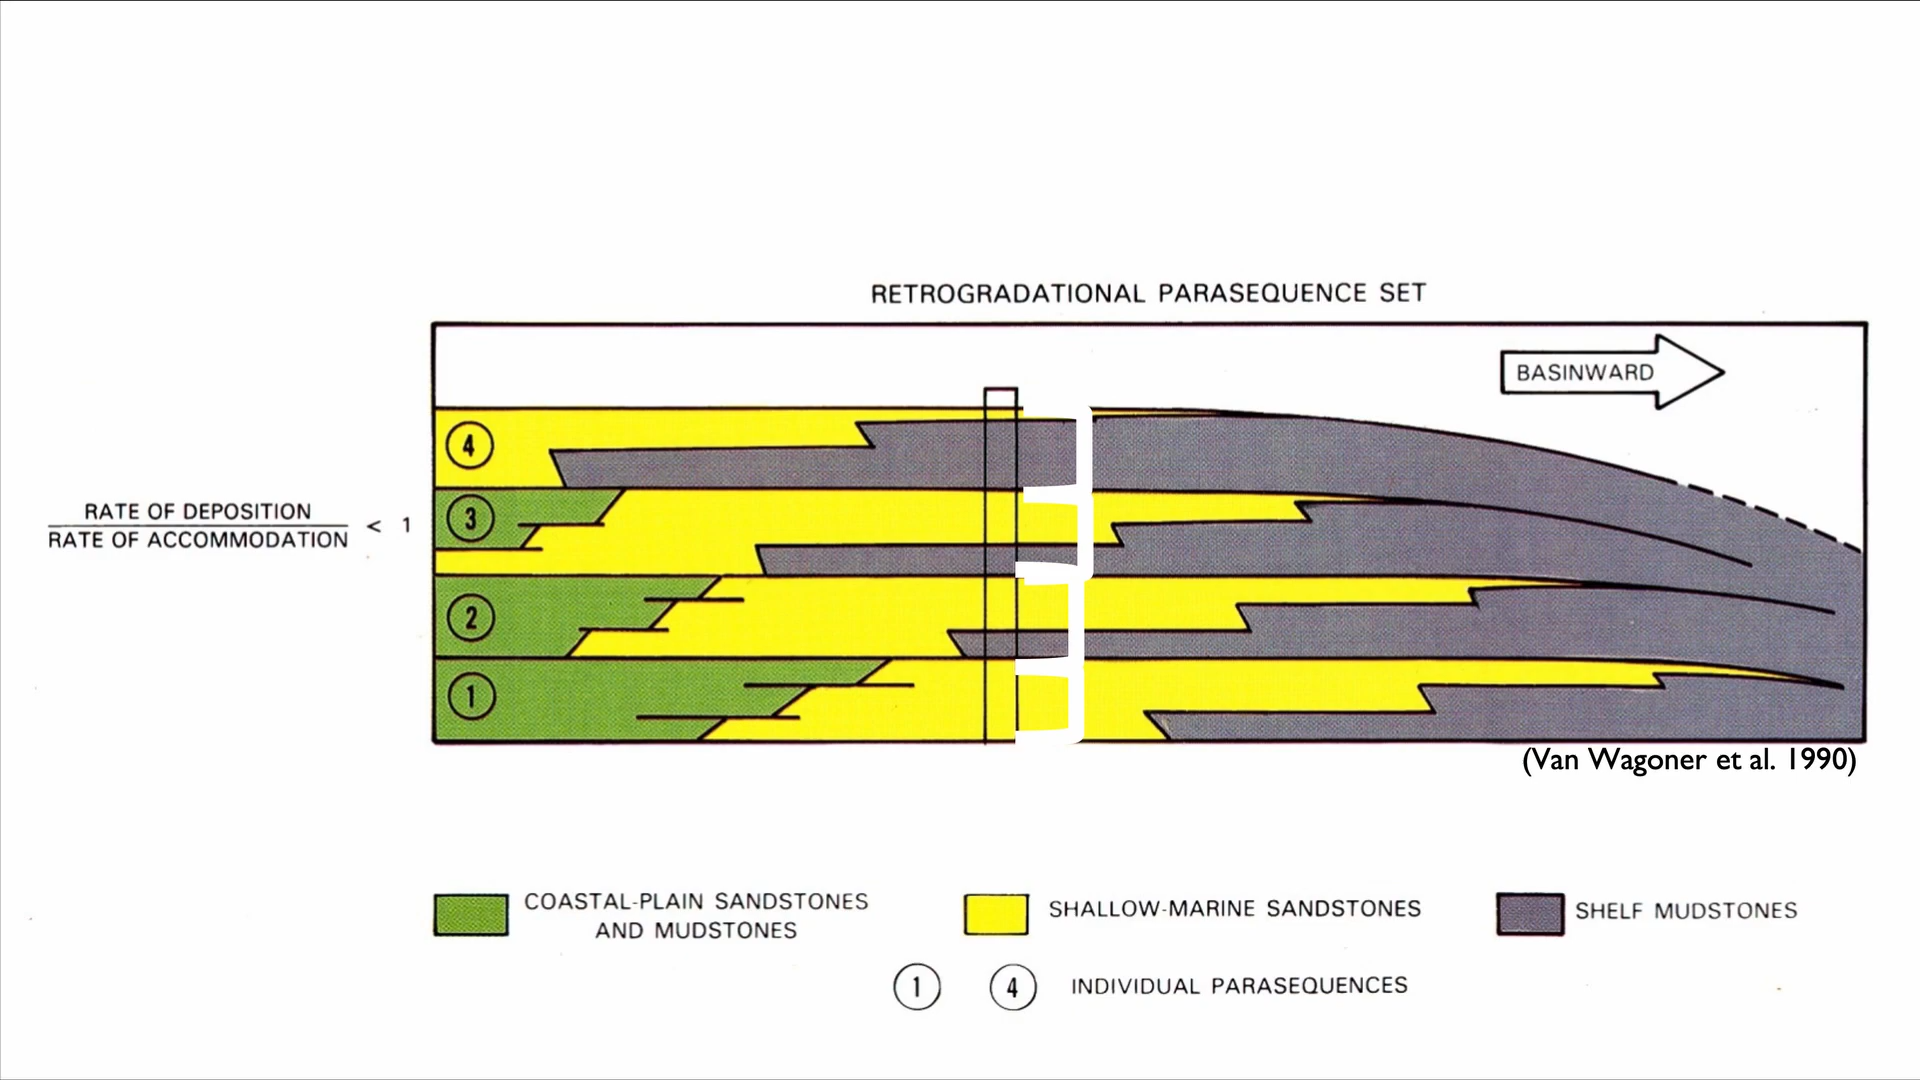 RETROGRADATIONAL PARASEQUENCE SET
BASINWARD
4
3
2
1
RATE OF DEPOSITION
RATE OF ACCOMMODATION
< 1
(Van Wagoner et al. 1990)
COASTAL-PLAIN SANDSTONES
AND MUDSTONES
SHALLOW-MARINE SANDSTONES
SHELF MUDSTONES
1 4 INDIVIDUAL PARASEQUENCES